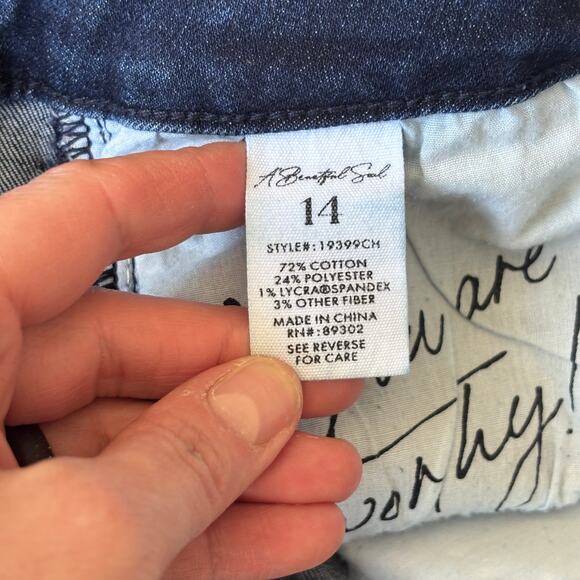 A Beautiful Soul
14
STYLE#: 19399CH
72% COTTON
24% POLYESTER
1% LYCRA®SPANDEX
3% OTHER FIBER
MADE IN CHINA
RN#: 89302
SEE REVERSE
FOR CARE
you are
worthy!